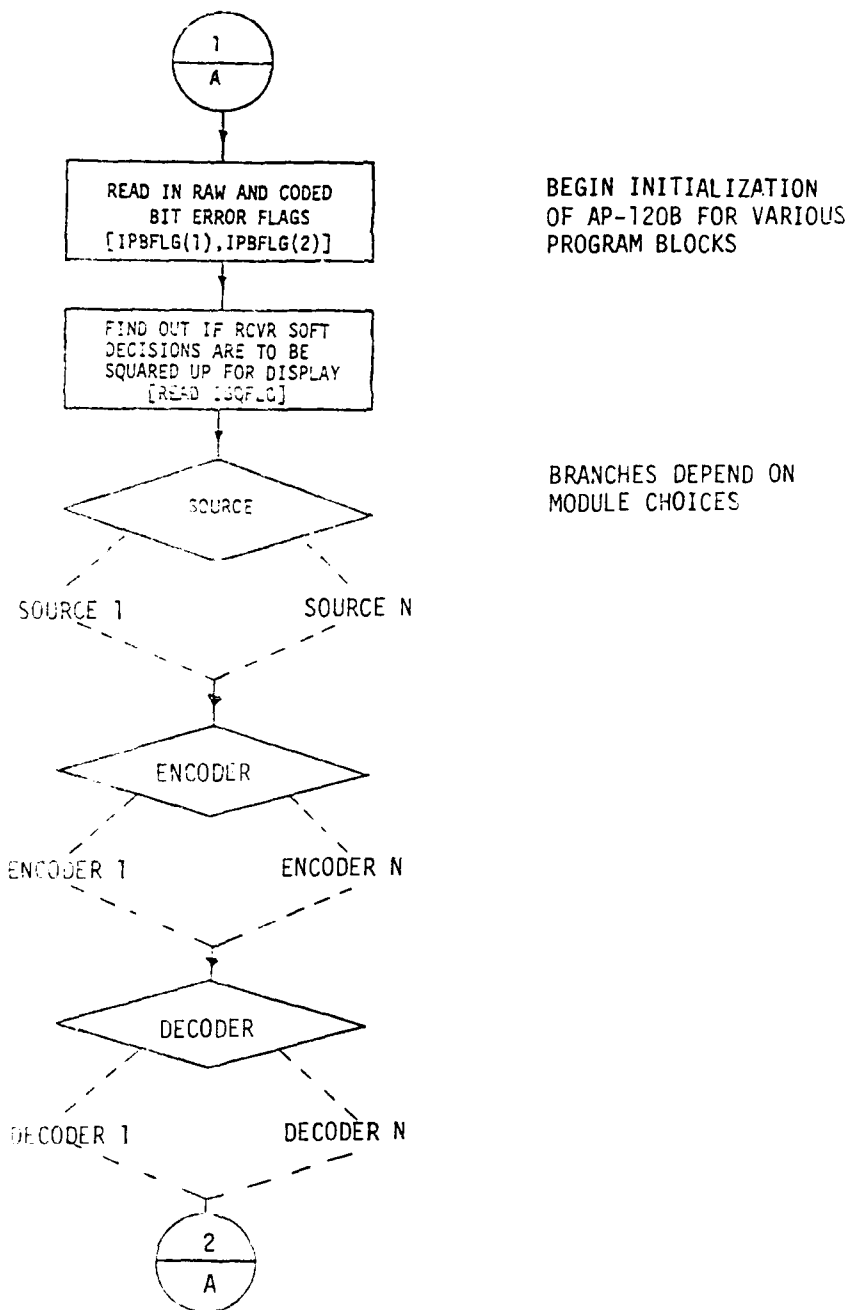 1
A
READ IN RAW AND CODED
BIT ERROR FLAGS
[IPBFLG(1),IPBFLG(2)]
BEGIN INITIALIZATION
OF AP-120B FOR VARIOUS
PROGRAM BLOCKS
FIND OUT IF RCVR SOFT
DECISIONS ARE TO BE
SQUARED UP FOR DISPLAY
[READ ISQFLG]
SOURCE
BRANCHES DEPEND ON
MODULE CHOICES
SOURCE 1
SOURCE N
ENCODER
ENCODER 1
ENCODER N
DECODER
DECODER 1
DECODER N
2
A